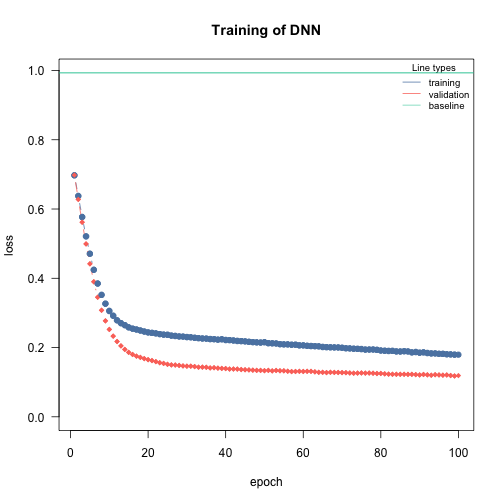 Training of DNN
Line types
training
validation
baseline
loss
1.0
0.8
0.6
0.4
0.2
0.0
0 20 40 60 80 100
epoch